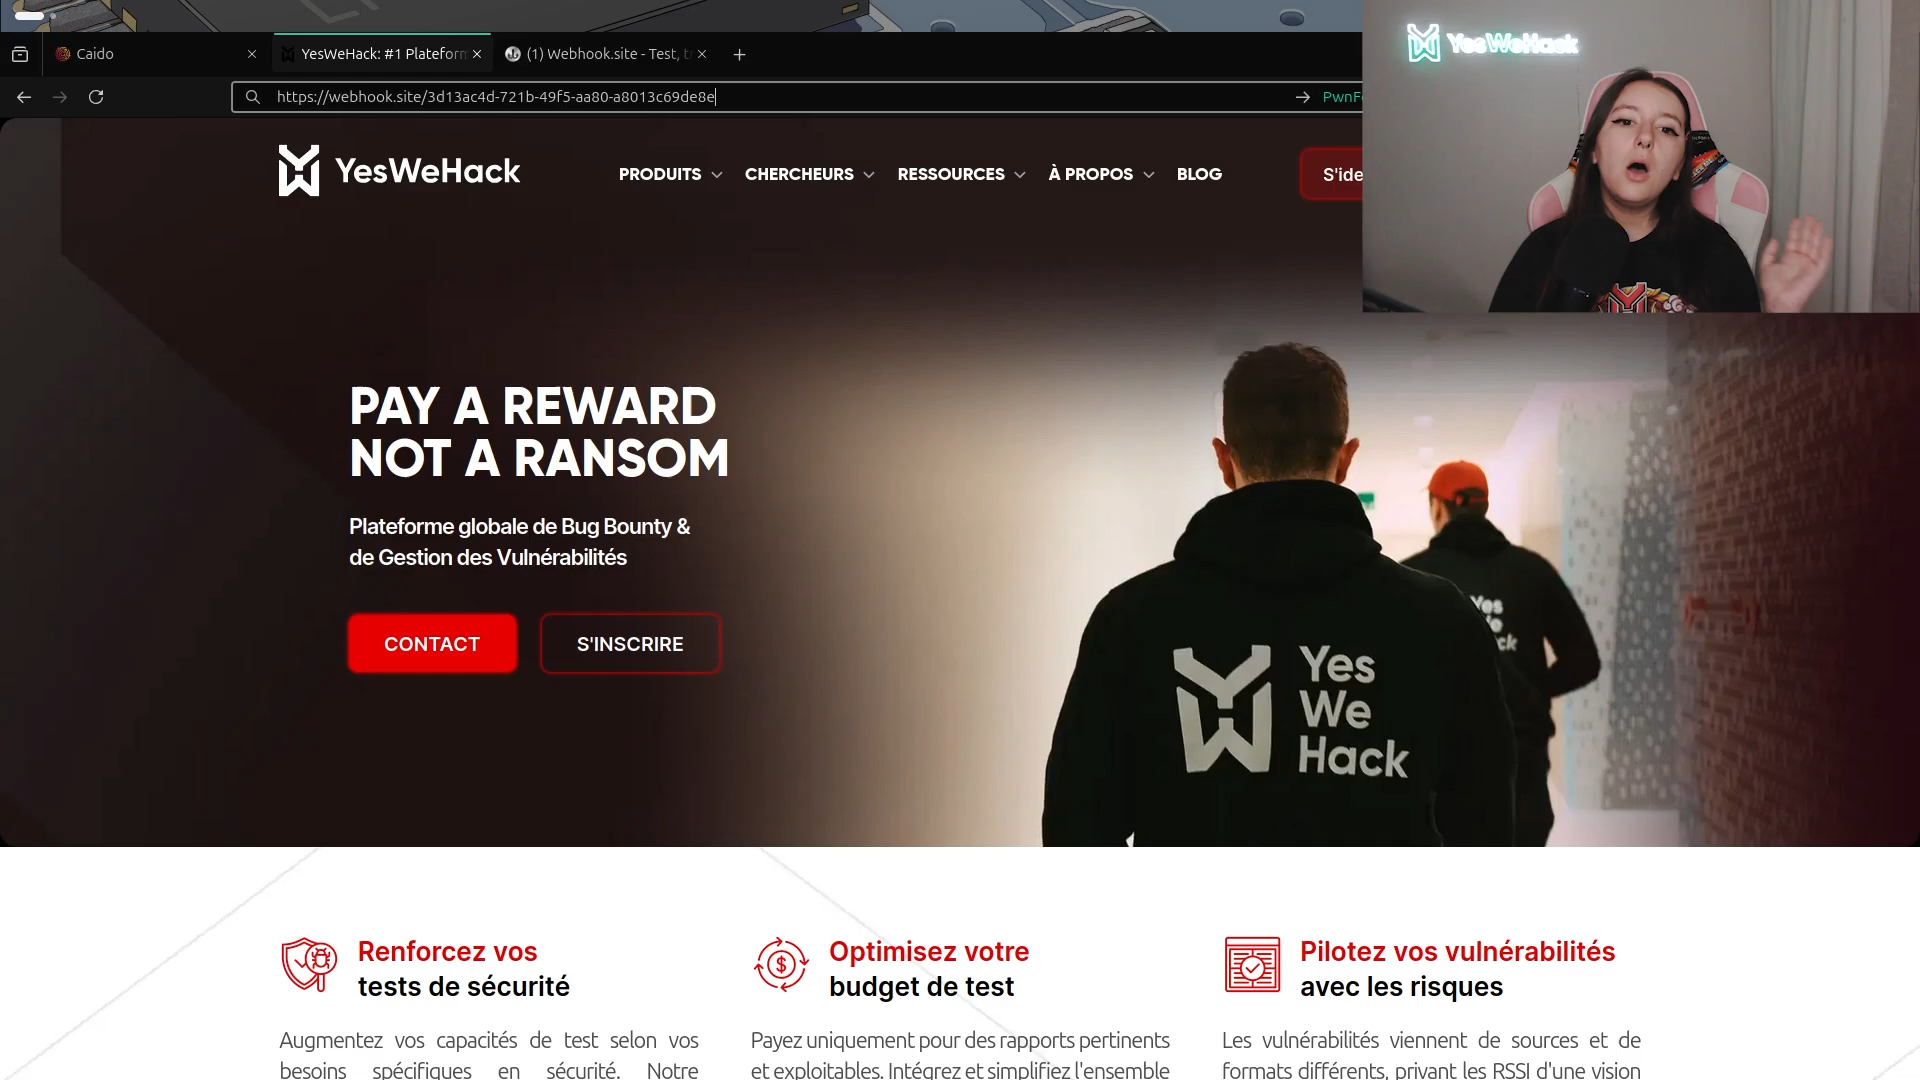 Caido
YesWeHack: #1 Plateform
(1) Webhook.site - Test, t
https://webhook.site/3d13ac4d-721b-49f5-aa80-a8013c69de8e
PwnF
YesWeHack
YesWeHack
PRODUITS
CHERCHEURS
RESSOURCES
À PROPOS
BLOG
S'ide
PAY A REWARD
NOT A RANSOM
Plateforme globale de Bug Bounty &
de Gestion des Vulnérabilités
CONTACT
S'INSCRIRE
Yes
We
Hack
Yes
Renforcez vos
tests de sécurité
Augmentez vos capacités de test selon vos
besoins spécifiques en sécurité. Notre
Optimisez votre
budget de test
Payez uniquement pour des rapports pertinents
et exploitables. Intégrez et simplifiez l'ensemble
Pilotez vos vulnérabilités
avec les risques
Les vulnérabilités viennent de sources et de
formats différents, privant les RSSI d'une vision